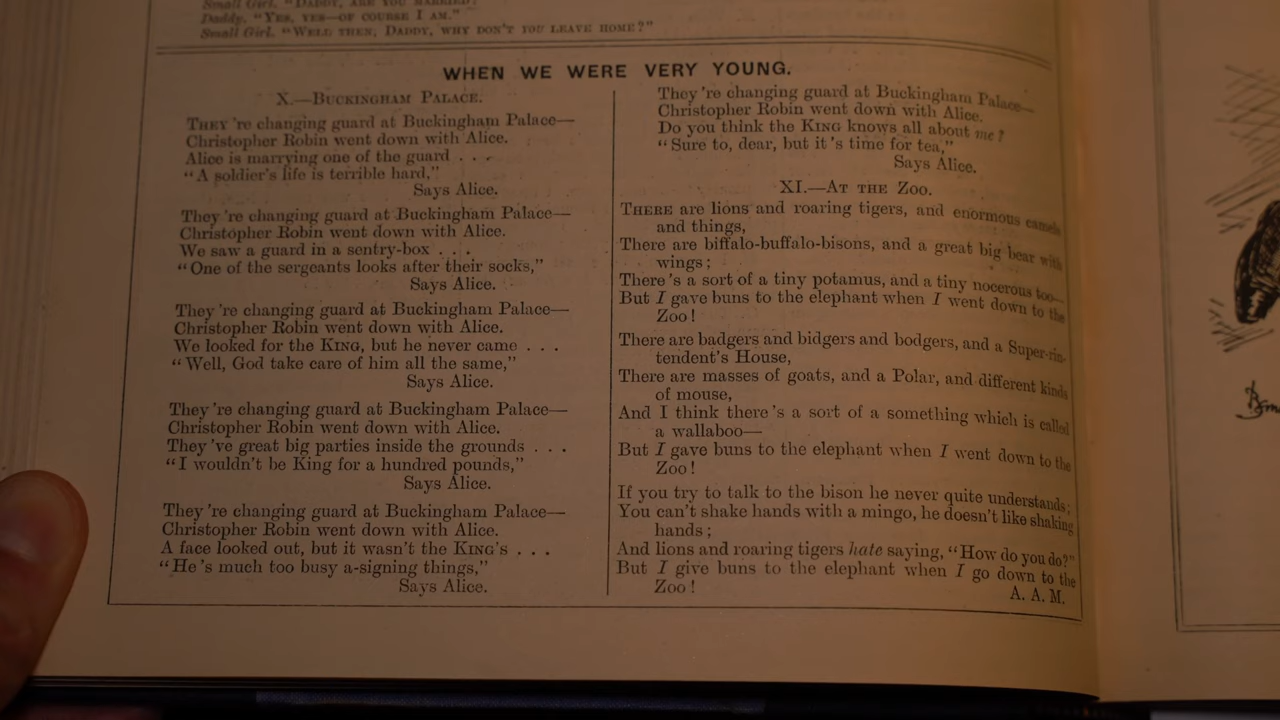 Small Girl. "DADDY, ARE YOU MARRIED?"
Daddy. "YES, YES—OF COURSE I AM."
Small Girl. "WELL THEN, DADDY, WHY DON'T YOU LEAVE HOME?"
WHEN WE WERE VERY YOUNG.
X.—BUCKINGHAM PALACE.
THEY're changing guard at Buckingham Palace—
Christopher Robin went down with Alice.
Alice is marrying one of the guard . . .
"A soldier's life is terrible hard,"
Says Alice.
They're changing guard at Buckingham Palace—
Christopher Robin went down with Alice.
We saw a guard in a sentry-box . . .
"One of the sergeants looks after their socks,"
Says Alice.
They're changing guard at Buckingham Palace—
Christopher Robin went down with Alice.
We looked for the KING, but he never came . . .
"Well, God take care of him all the same,"
Says Alice.
They're changing guard at Buckingham Palace—
Christopher Robin went down with Alice.
They've great big parties inside the grounds . . .
"I wouldn't be King for a hundred pounds,"
Says Alice.
They're changing guard at Buckingham Palace—
Christopher Robin went down with Alice.
A face looked out, but it wasn't the KING'S . . .
"He's much too busy a-signing things,"
Says Alice.
They're changing guard at Buckingham Palace—
Christopher Robin went down with Alice.
Do you think the KING knows all about me?
"Sure to, dear, but it's time for tea,"
Says Alice.
XI.—AT THE ZOO.
THERE are lions and roaring tigers, and enormous camels
and things,
There are biffalo-buffalo-bisons, and a great big bear with
wings;
There's a sort of a tiny potamus, and a tiny nocerous too—
But I gave buns to the elephant when I went down to the
Zoo!
There are badgers and bidgers and bodgers, and a Super-rin-
tendent's House,
There are masses of goats, and a Polar, and different kinds
of mouse,
And I think there's a sort of a something which is called
a wallaboo—
But I gave buns to the elephant when I went down to the
Zoo!
If you try to talk to the bison he never quite understands;
You can't shake hands with a mingo, he doesn't like shaking
hands;
And lions and roaring tigers hate saying, "How do you do?"
But I give buns to the elephant when I go down to the
Zoo!
A. A. M.